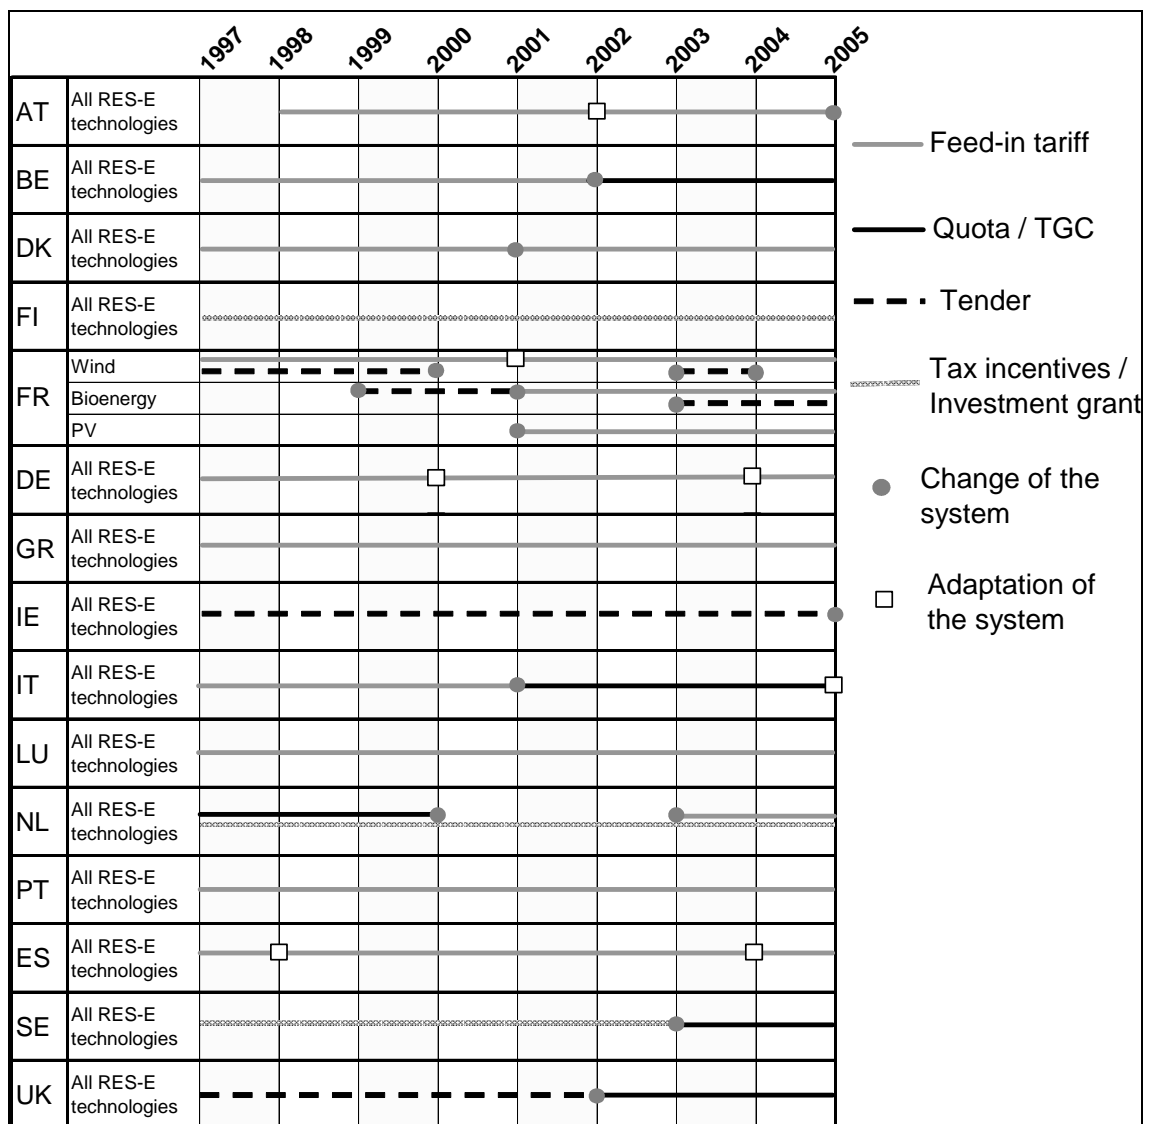 1997 1998 1999 2000 2001 2002 2003 2004 2005
AT
All RES-E
technologies
BE
All RES-E
technologies
DK
All RES-E
technologies
FI
All RES-E
technologies
FR
Wind
Bioenergy
PV
DE
All RES-E
technologies
GR
All RES-E
technologies
IE
All RES-E
technologies
IT
All RES-E
technologies
LU
All RES-E
technologies
NL
All RES-E
technologies
PT
All RES-E
technologies
ES
All RES-E
technologies
SE
All RES-E
technologies
UK
All RES-E
technologies
Feed-in tariff
Quota / TGC
Tender
Tax incentives /
Investment grant
Change of the
system
Adaptation of
the system